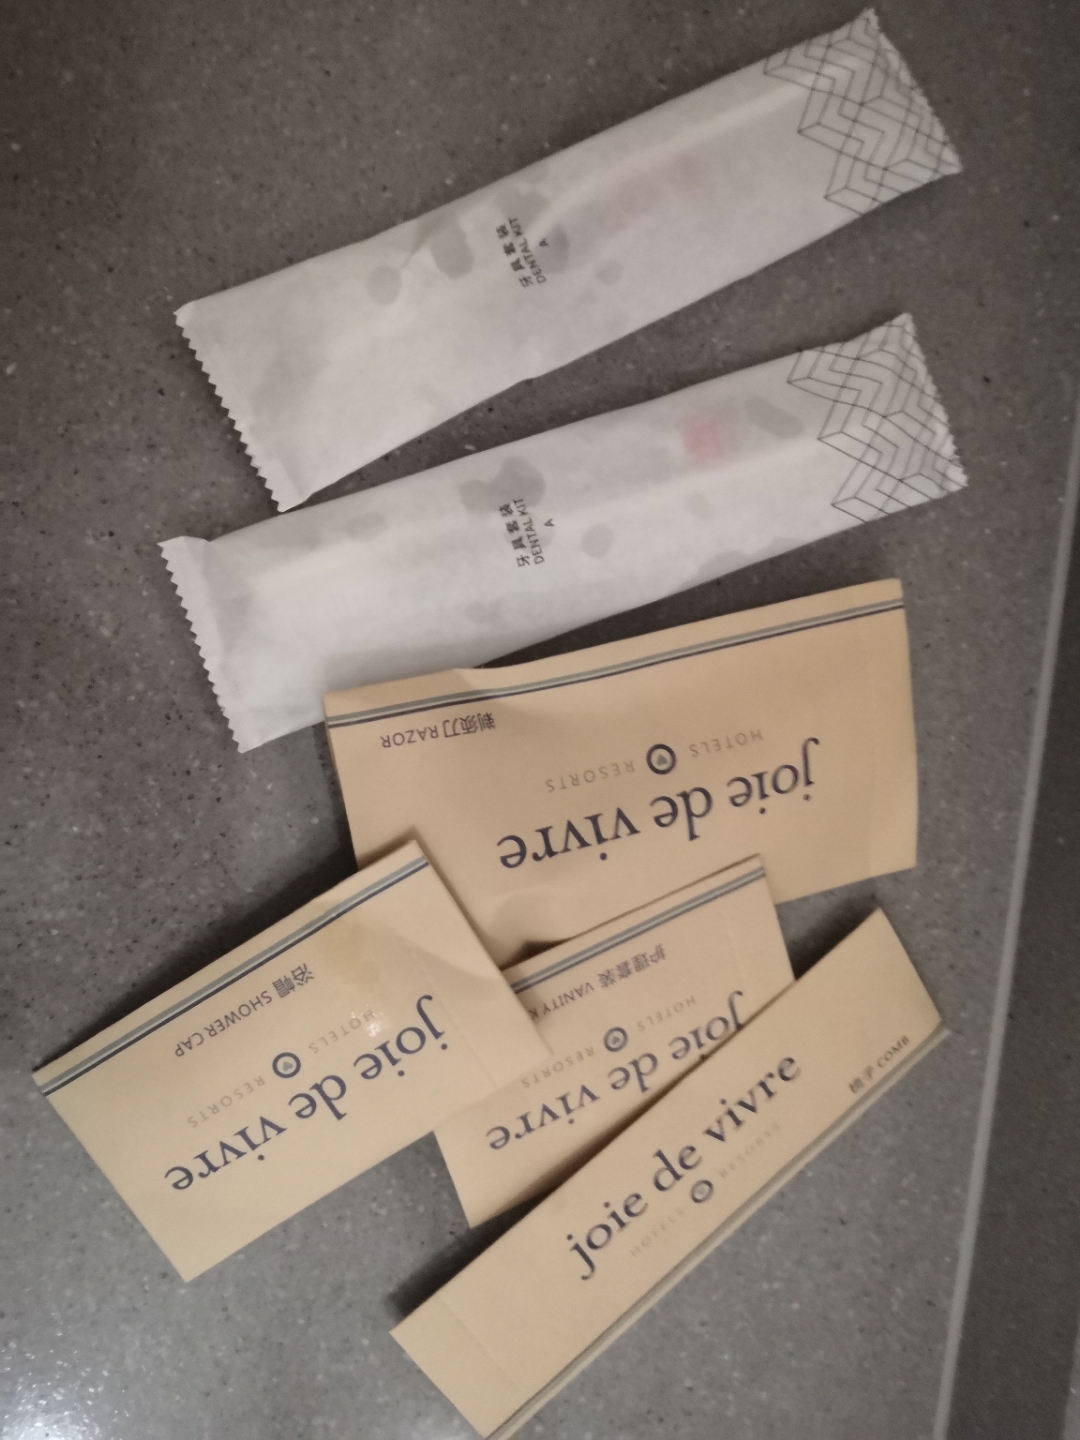 牙具套装
DENTAL KIT
A
牙具套装
DENTAL KIT
A
剃须刀 RAZOR
joie de vivre
HOTELS RESORTS
浴帽 SHOWER CAP
joie de vivre
HOTELS RESORTS
护理套装 VANITY K
joie de vivre
HOTELS RESORTS
joie de vivre
HOTELS RESORTS
梳子 COMB